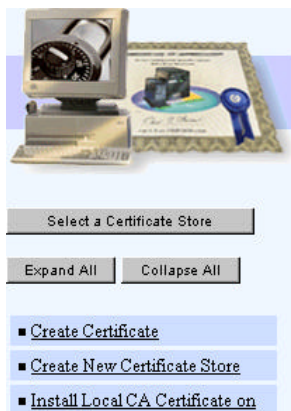 Select a Certificate Store
Expand All Collapse All
Create Certificate
Create New Certificate Store
Install Local CA Certificate on